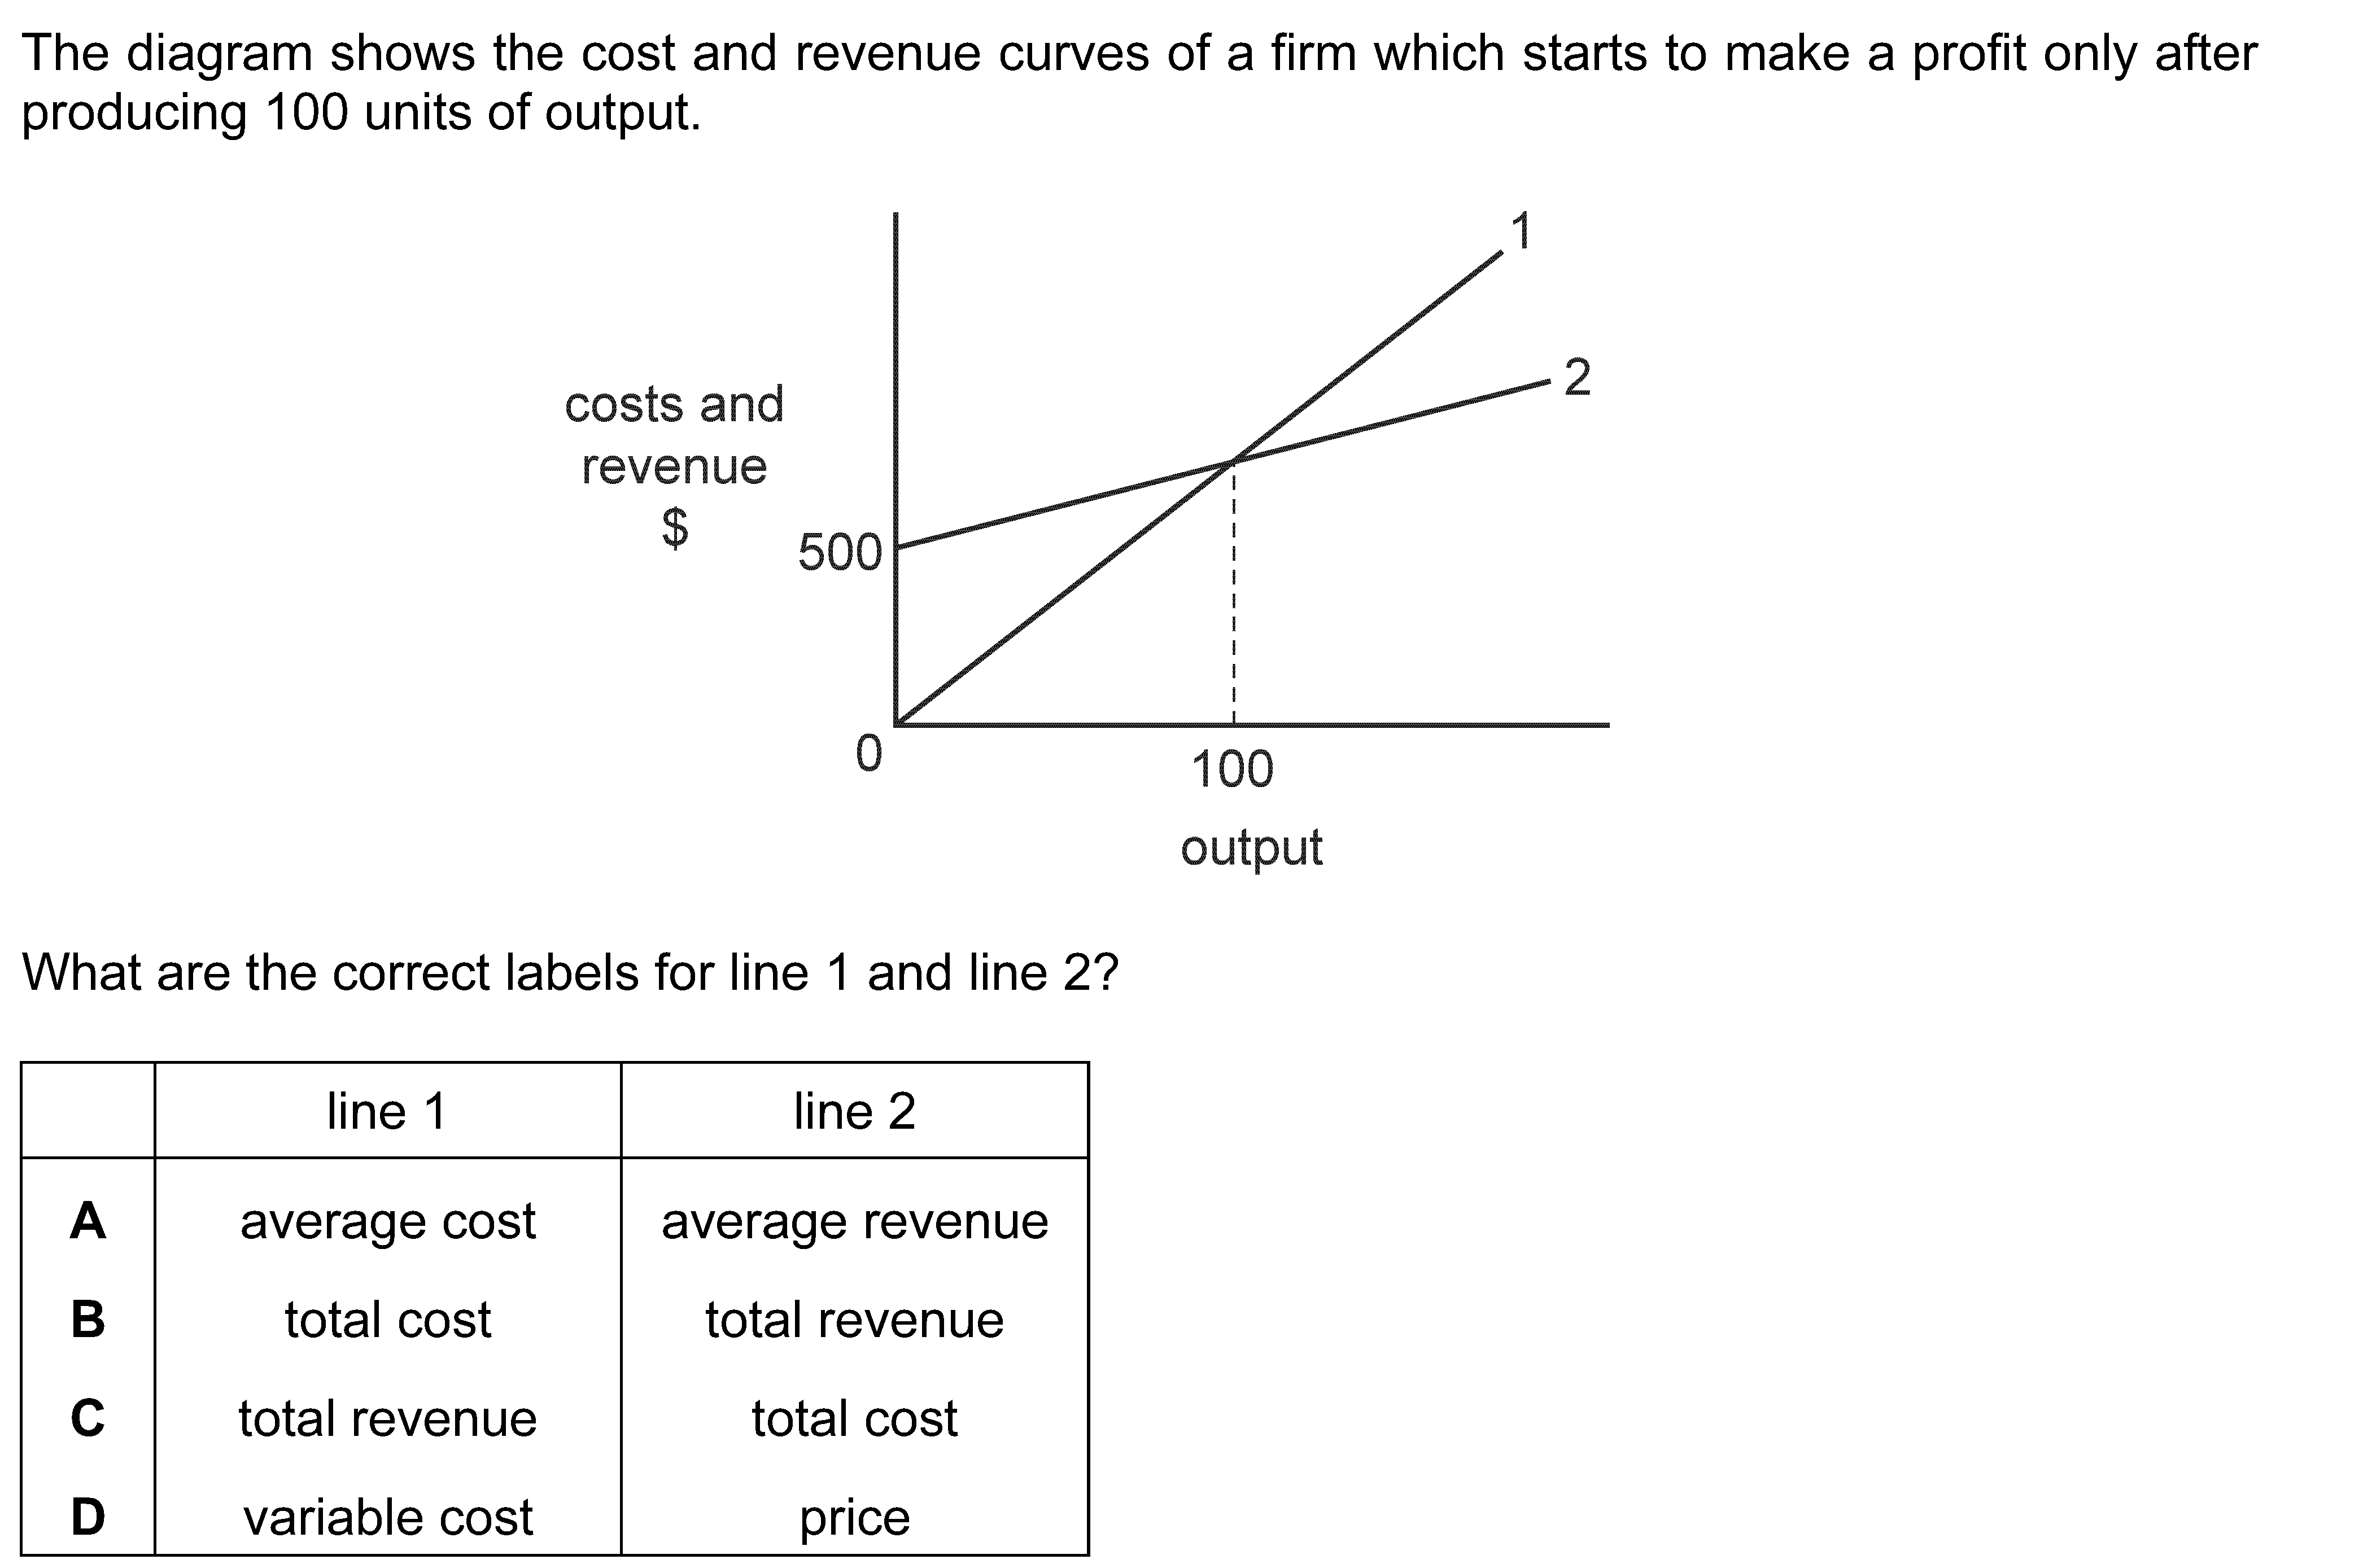 The diagram shows the cost and revenue curves of a firm which starts to make a profit only after
producing 100 units of output.
1
2
costs and
revenue
$
500
0
100
output
What are the correct labels for line 1 and line 2?
line 1 line 2
A average cost average revenue
B total cost total revenue
C total revenue total cost
D variable cost price